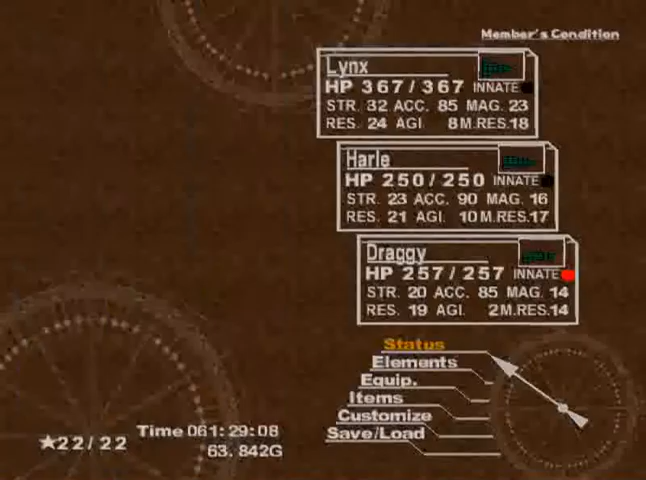 Member's Condition
Lynx
HP 367/367 INNATE
STR. 32 ACC. 85 MAG. 23
RES. 24 AGI. 8 M.RES.18
Harle
HP 250/250 INNATE
STR. 23 ACC. 90 MAG. 16
RES. 21 AGI. 10 M.RES.17
Draggy
HP 257/257 INNATE
STR. 20 ACC. 85 MAG. 14
RES. 19 AGI. 2 M.RES.14
Status
Elements
Equip.
Items
Customize
Save/Load
Time 061:29:08
★22/22
63.842G